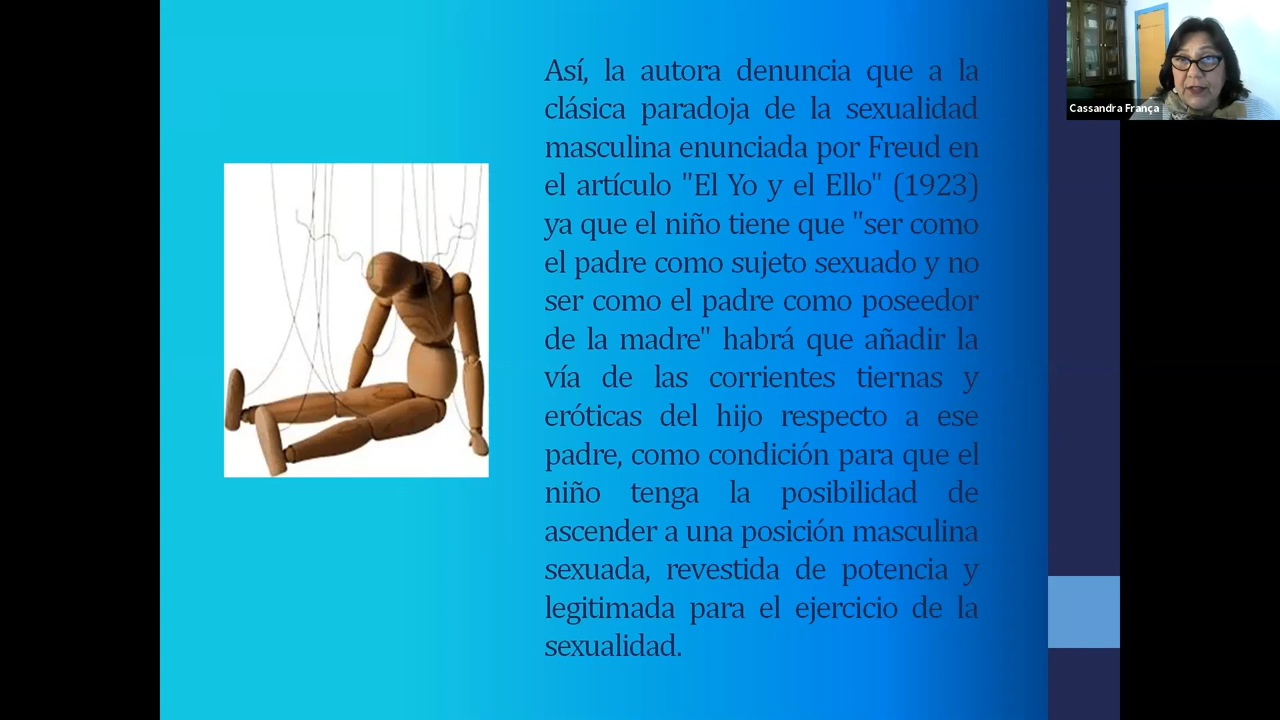 Así, la autora denuncia que a la
clásica paradoja de la sexualidad
masculina enunciada por Freud en
el artículo "El Yo y el Ello" (1923)
ya que el niño tiene que "ser como
el padre como sujeto sexuado y no
ser como el padre como poseedor
de la madre" habrá que añadir la
vía de las corrientes tiernas y
eróticas del hijo respecto a ese
padre, como condición para que el
niño tenga la posibilidad de
ascender a una posición masculina
sexuada, revestida de potencia y
legitimada para el ejercicio de la
sexualidad.
Cassandra França